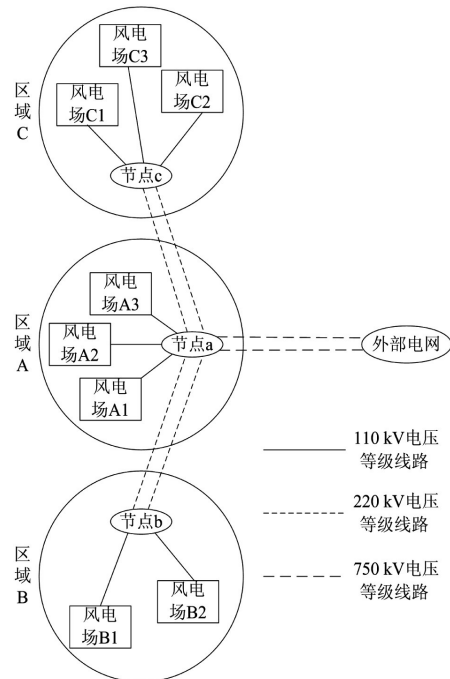 风电
场C3
风电
场C1
风电
场C2
区
域
C
节点c
风电
场A3
风电
场A2
风电
场A1
区
域
A
节点a
外部电网
110 kV电压
等级线路
220 kV电压
等级线路
750 kV电压
等级线路
节点b
区
域
B
风电
场B1
风电
场B2